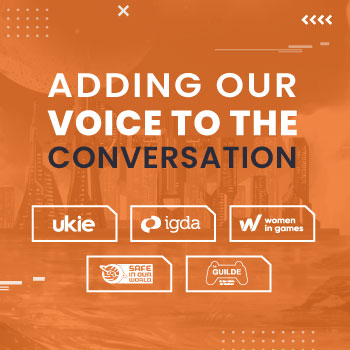 ADDING OUR
VOICE TO THE
CONVERSATION
ukie
igda
women
in games
SAFE
IN OUR
WORLD
GUILDE